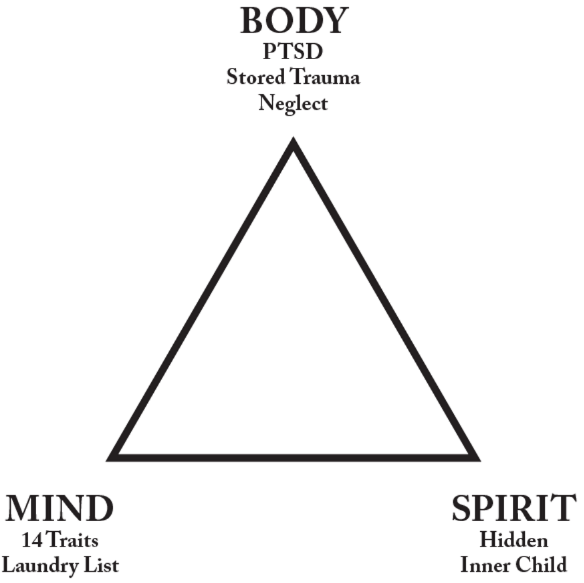 BODY
PTSD
Stored Trauma
Neglect
MIND
14 Traits
Laundry List
SPIRIT
Hidden
Inner Child